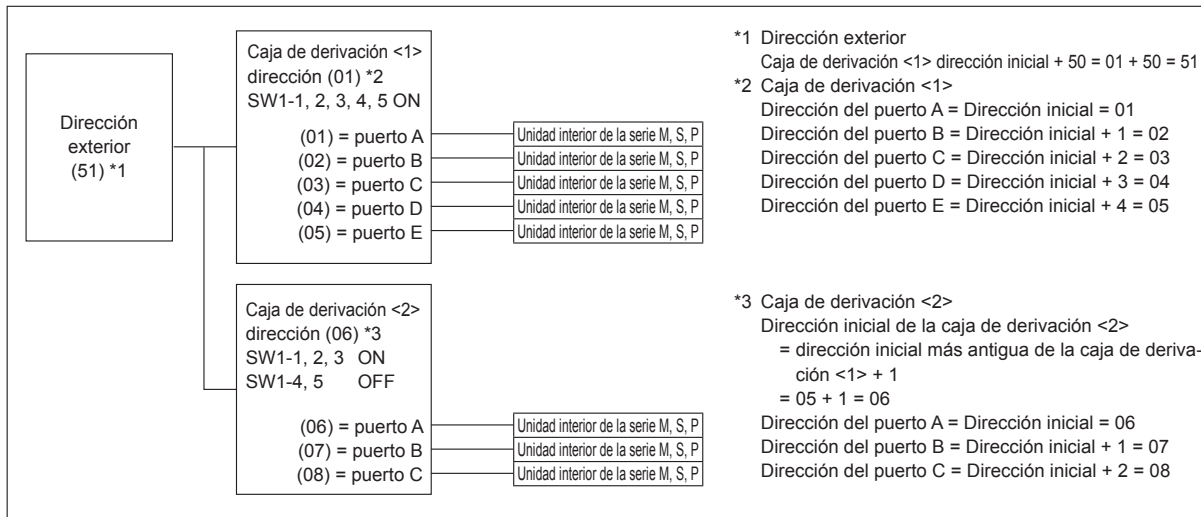 Dirección
exterior
(51) *1
Caja de derivación <1>
dirección (01) *2
SW1-1, 2, 3, 4, 5 ON
(01) = puerto A
(02) = puerto B
(03) = puerto C
(04) = puerto D
(05) = puerto E
Unidad interior de la serie M, S, P
Unidad interior de la serie M, S, P
Unidad interior de la serie M, S, P
Unidad interior de la serie M, S, P
Unidad interior de la serie M, S, P
Caja de derivación <2>
dirección (06) *3
SW1-1, 2, 3 ON
SW1-4, 5 OFF
(06) = puerto A
(07) = puerto B
(08) = puerto C
Unidad interior de la serie M, S, P
Unidad interior de la serie M, S, P
Unidad interior de la serie M, S, P
*1 Dirección exterior
Caja de derivación <1> dirección inicial + 50 = 01 + 50 = 51
*2 Caja de derivación <1>
Dirección del puerto A = Dirección inicial = 01
Dirección del puerto B = Dirección inicial + 1 = 02
Dirección del puerto C = Dirección inicial + 2 = 03
Dirección del puerto D = Dirección inicial + 3 = 04
Dirección del puerto E = Dirección inicial + 4 = 05
*3 Caja de derivación <2>
Dirección inicial de la caja de derivación <2>
= dirección inicial más antigua de la caja de deriva-
ción <1> + 1
= 05 + 1 = 06
Dirección del puerto A = Dirección inicial = 06
Dirección del puerto B = Dirección inicial + 1 = 07
Dirección del puerto C = Dirección inicial + 2 = 08